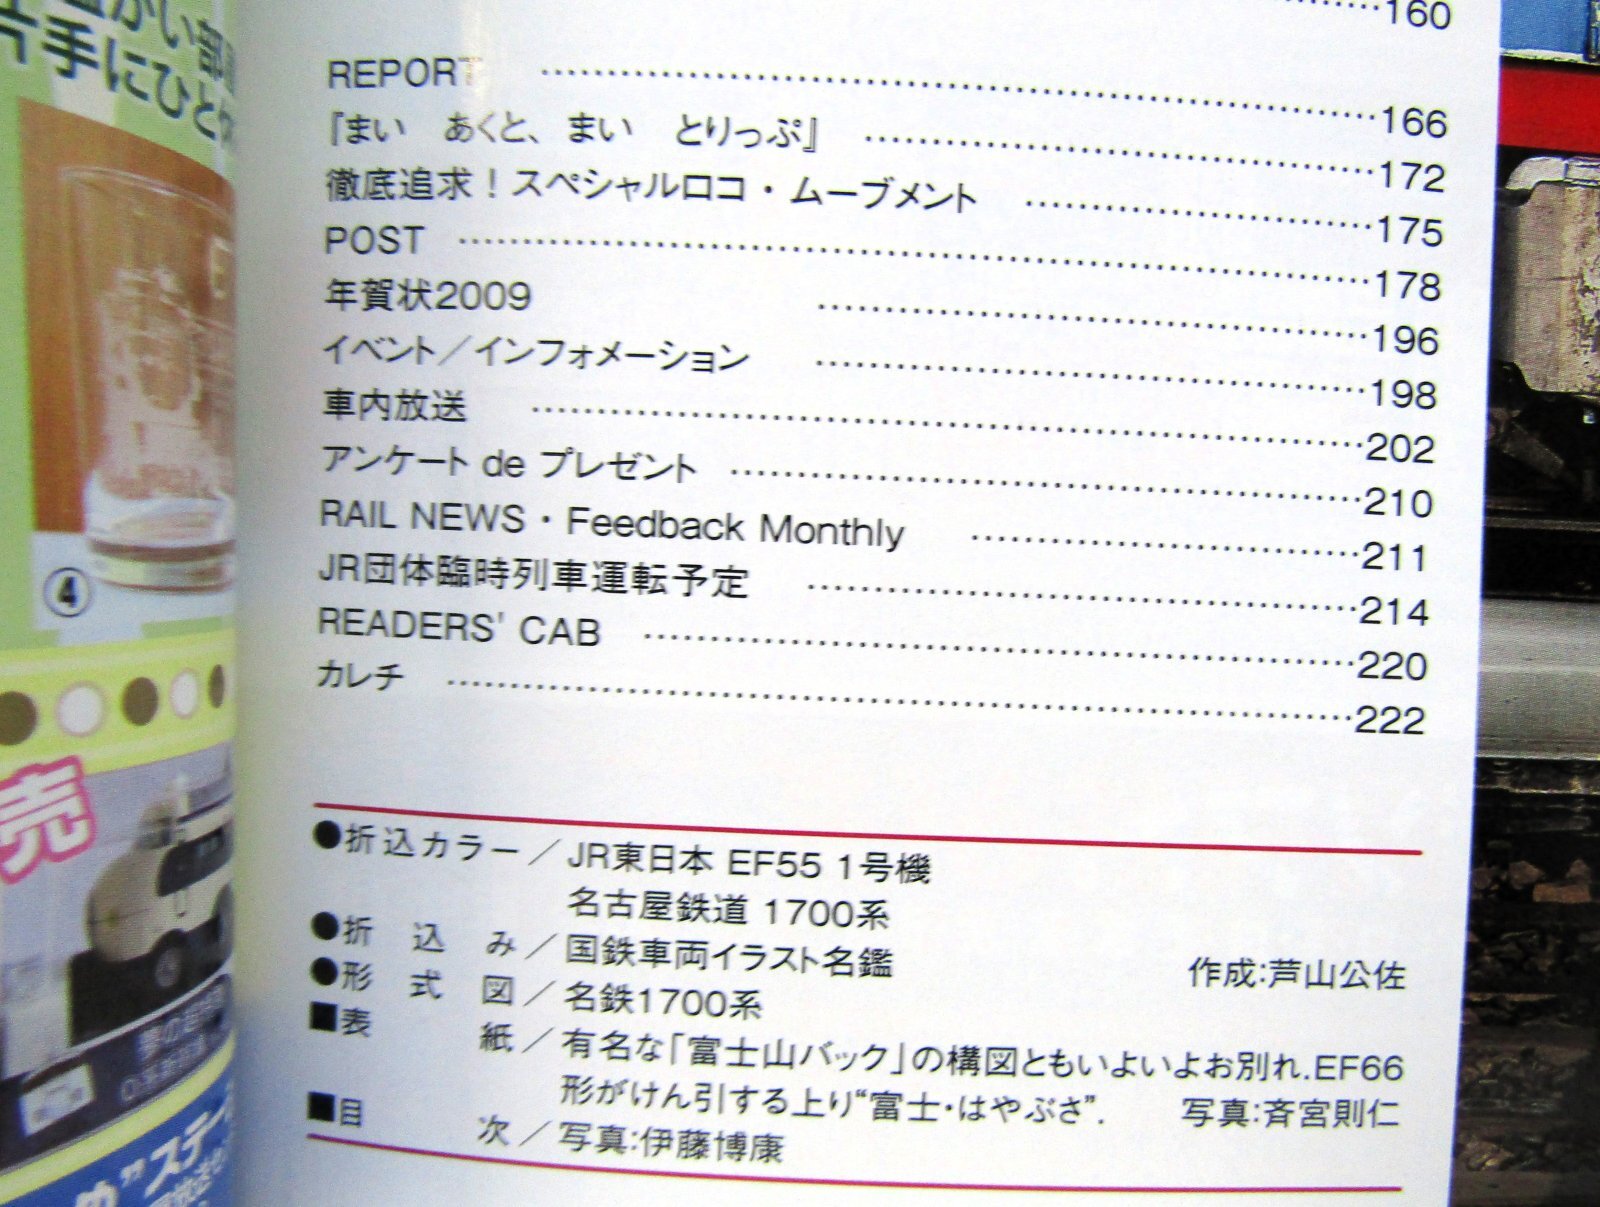 手にひと
④
売
ステー
160
REPORT ……… 166
『まい　あくと、まい　とりっぷ』 ……… 172
徹底追求！スペシャルロコ・ムーブメント ……… 175
POST ……… 178
年賀状2009 ……… 196
イベント／インフォメーション ……… 198
車内放送 ……… 202
アンケート de プレゼント ……… 210
RAIL NEWS・Feedback Monthly ……… 211
JR団体臨時列車運転予定 ……… 214
READERS' CAB ……… 220
カレチ ……… 222
●折込カラー／JR東日本 EF55 1号機
名古屋鉄道 1700系
●折込み／国鉄車両イラスト名鑑　作成:芦山公佐
●形式図／名鉄1700系
■表紙／有名な「富士山バック」の構図ともいよいよお別れ.EF66
形がけん引する上り“富士・はやぶさ”.　写真:斉宮則仁
■目次／写真:伊藤博康